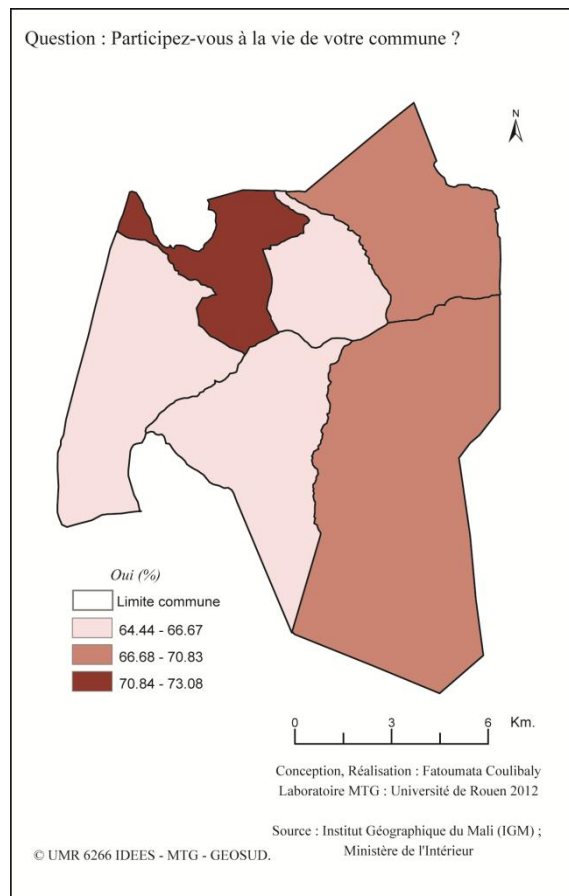 Question : Participez-vous à la vie de votre commune ?
N
Oui (%)
Limite commune
64.44 - 66.67
66.68 - 70.83
70.84 - 73.08
0 3 6 Km.
Conception, Réalisation : Fatoumata Coulibaly
Laboratoire MTG : Université de Rouen 2012
Source : Institut Géographique du Mali (IGM) ;
Ministère de l'Intérieur
© UMR 6266 IDEES - MTG - GEOSUD.